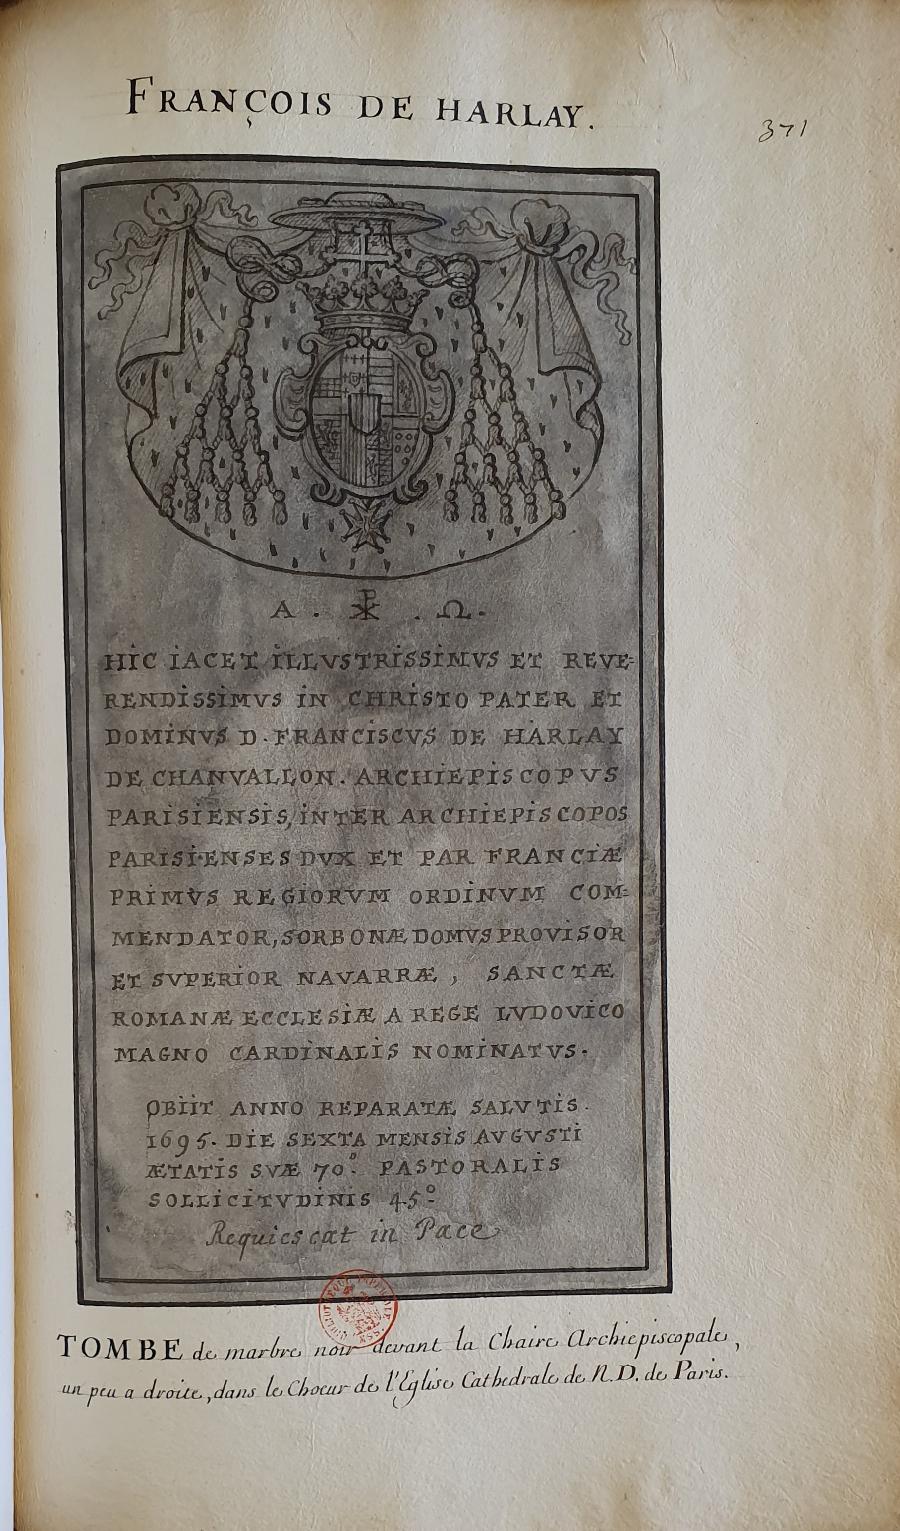 FRANÇOIS DE HARLAY.
371
A . ☧ . Ω.
HIC IACET ILLVSTRISSIMVS ET REVE=
RENDISSIMVS IN CHRISTO PATER ET
DOMINVS D. FRANCISCVS DE HARLAY
DE CHANVALLON. ARCHIEPISCOPVS
PARISIENSIS, INTER ARCHIEPISCOPOS
PARISIENSES DVX ET PAR FRANCIÆ
PRIMVS REGIORVM ORDINVM COM=
MENDATOR, SORBONÆ DOMVS PROVISOR
ET SVPERIOR NAVARRÆ, SANCTÆ
ROMANÆ ECCLESIÆ A REGE LVDOVICO
MAGNO CARDINALIS NOMINATVS.
OBIIT ANNO REPARATÆ SALVTIS.
1695. DIE SEXTA MENSIS AVGVSTI
ÆTATIS SVÆ 70º. PASTORALIS
SOLLICITVDINIS 45º
Requiescat in Pace
TOMBE de marbre noir devant la Chaire Archiepiscopale,
un peu a droite, dans le Choeur de l'Eglise Cathedrale de N.D. de Paris.